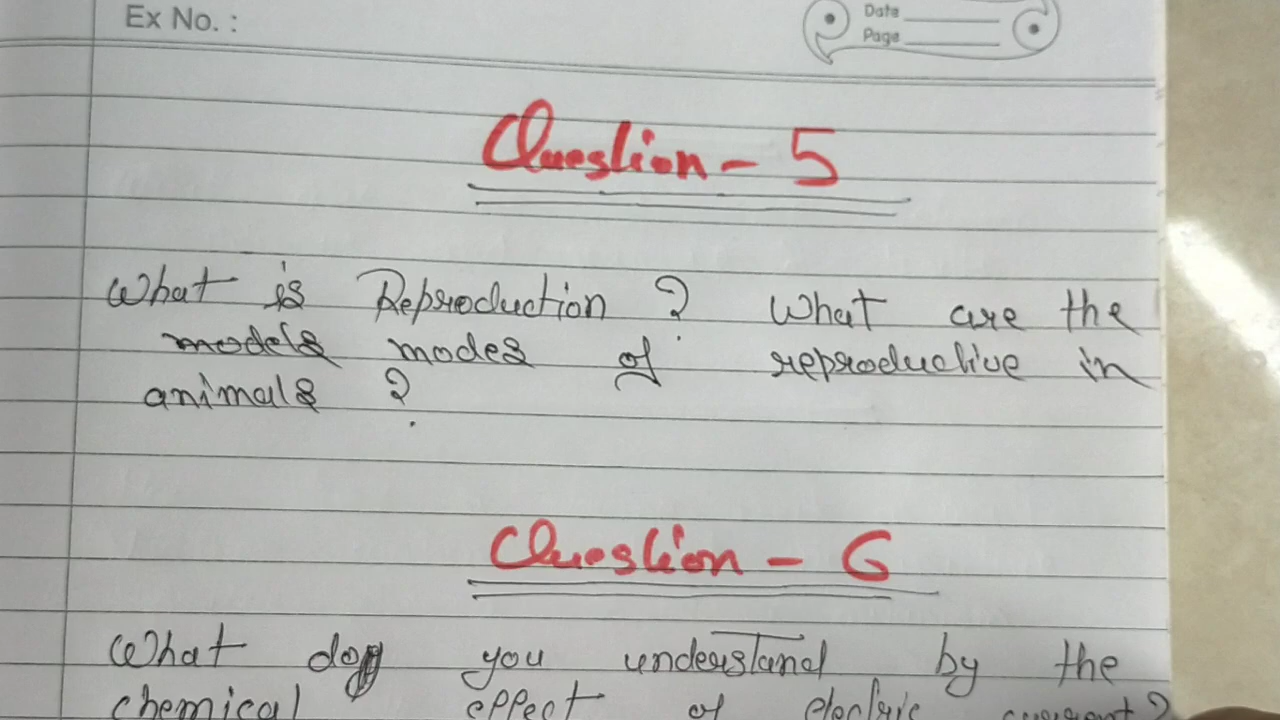 Ex No. :
Date
Page
Question - 5
What is Reproduction ? What are the
models modes of reproductive in
animals ?
Question - 6
What do you understand by the
chemical effect of electric current?